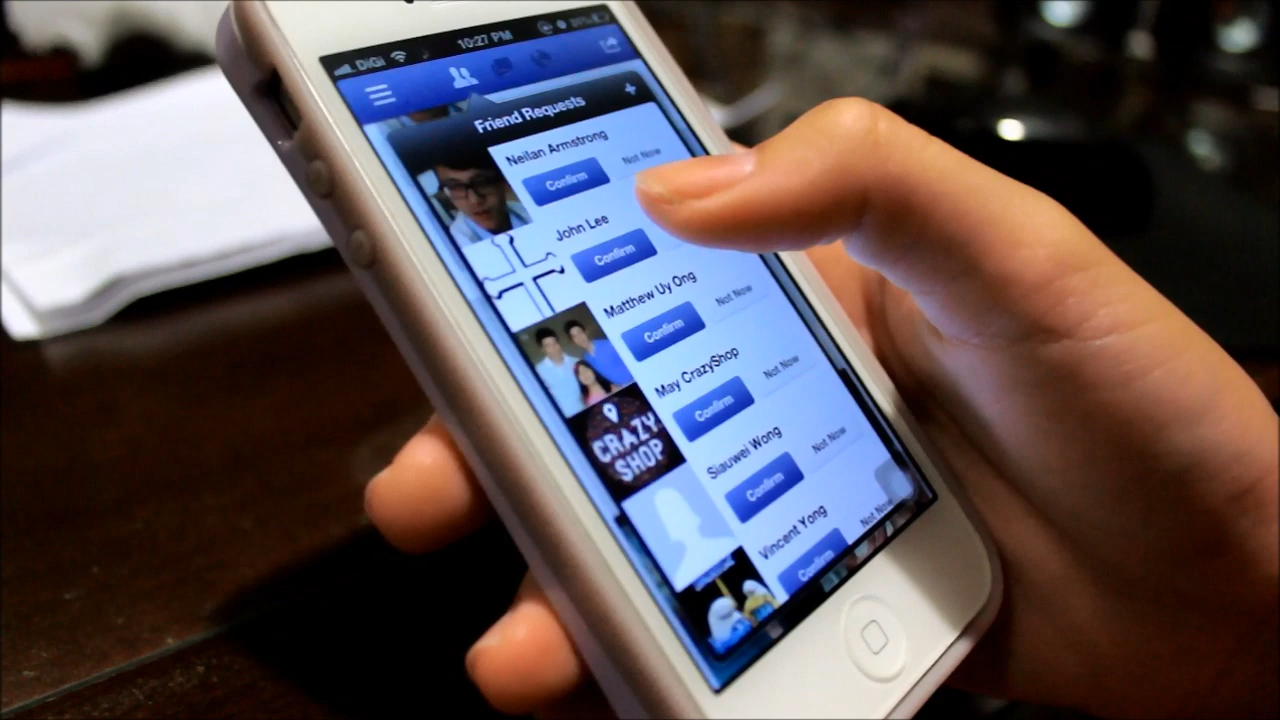 DiGi 10:27 PM
Friend Requests +
Neilan Armstrong
Confirm Not Now
John Lee
Confirm
Matthew Uy Ong
Confirm Not Now
May CrazyShop
Confirm Not Now
CRAZY
SHOP
Siauwei Wong
Confirm Not Now
Vincent Yong
Confirm Not Now